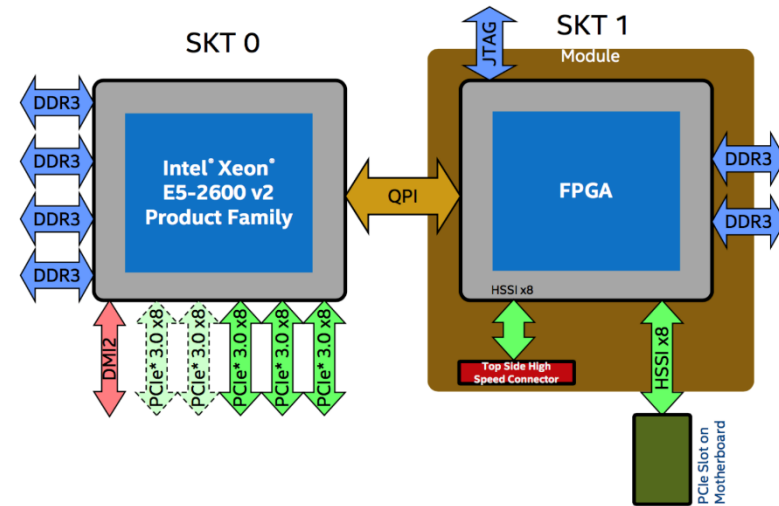 SKT 0
SKT 1
Module
JTAG
DDR3
DDR3
DDR3
DDR3
Intel® Xeon®
E5-2600 v2
Product Family
QPI
FPGA
DDR3
DDR3
HSSI x8
DMI2
PCIe* 3.0 x8
PCIe* 3.0 x8
PCIe* 3.0 x8
PCIe* 3.0 x8
PCIe* 3.0 x8
Top Side High
Speed Connector
HSSI x8
PCIe Slot on
Motherboard